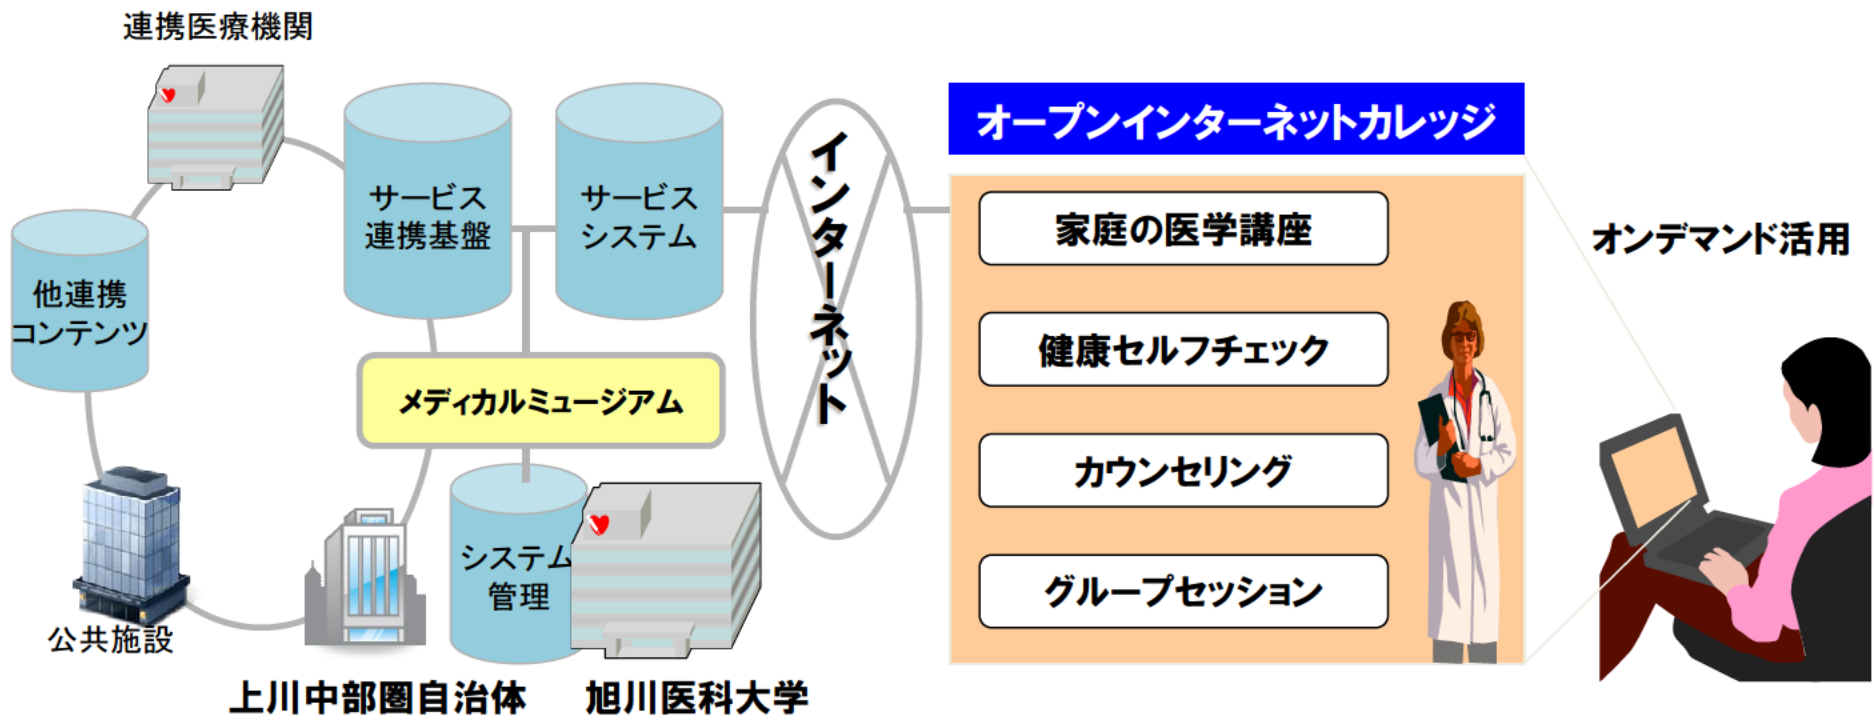 連携医療機関
サービス
連携基盤
サービス
システム
他連携
コンテンツ
メディカルミュージアム
システム
管理
公共施設
上川中部圏自治体
旭川医科大学
インターネット
オープンインターネットカレッジ
家庭の医学講座
健康セルフチェック
カウンセリング
グループセッション
オンデマンド活用